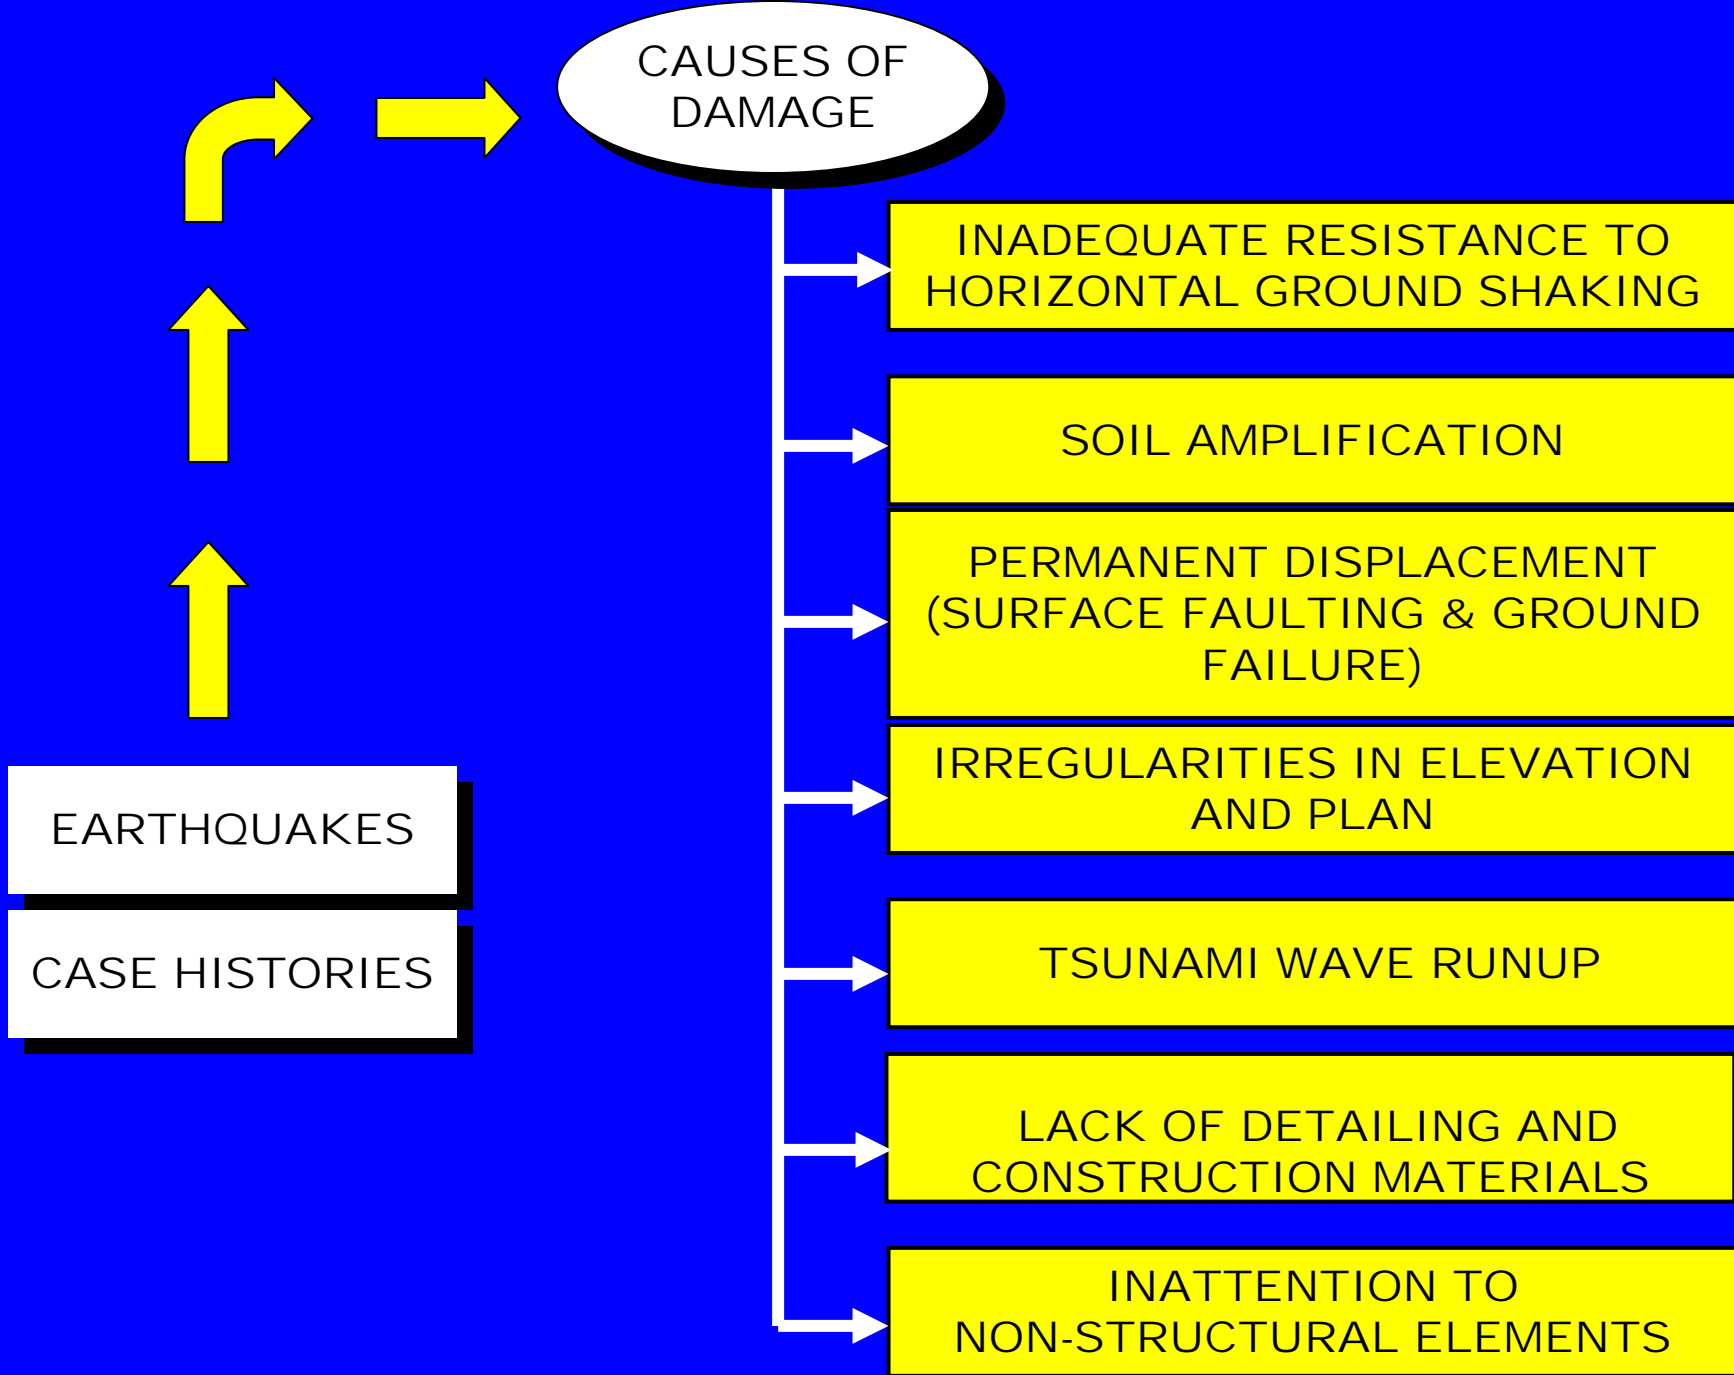 CAUSES OF
DAMAGE
INADEQUATE RESISTANCE TO
HORIZONTAL GROUND SHAKING
SOIL AMPLIFICATION
PERMANENT DISPLACEMENT
(SURFACE FAULTING & GROUND
FAILURE)
IRREGULARITIES IN ELEVATION
AND PLAN
TSUNAMI WAVE RUNUP
LACK OF DETAILING AND
CONSTRUCTION MATERIALS
INATTENTION TO
NON-STRUCTURAL ELEMENTS
EARTHQUAKES
CASE HISTORIES